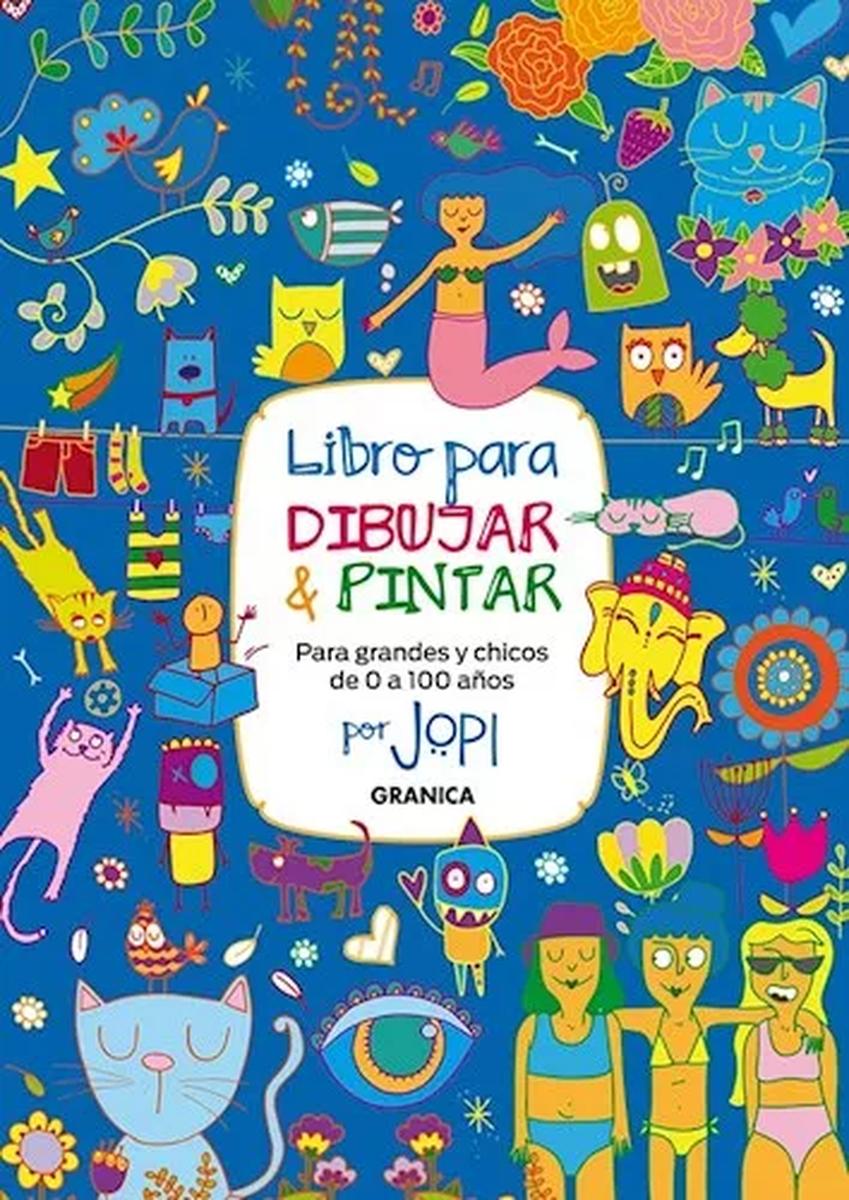 Libro para
DIBUJAR
& PINTAR
Para grandes y chicos
de 0 a 100 años
por JOPI
GRANICA